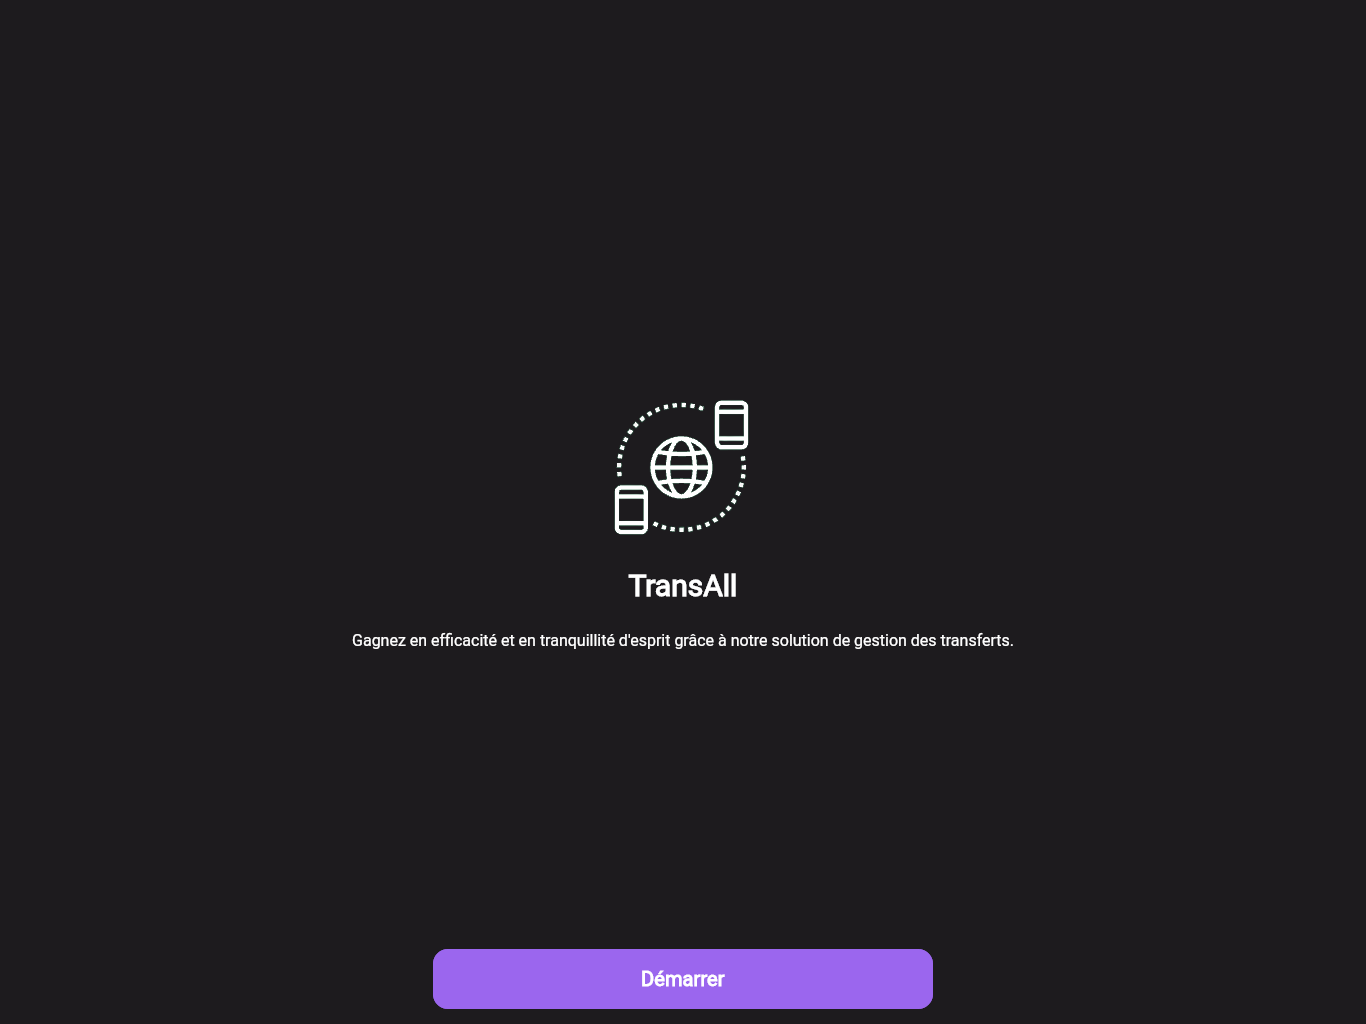 TransAll
Gagnez en efficacité et en tranquillité d'esprit grâce à notre solution de gestion des transferts.
Démarrer